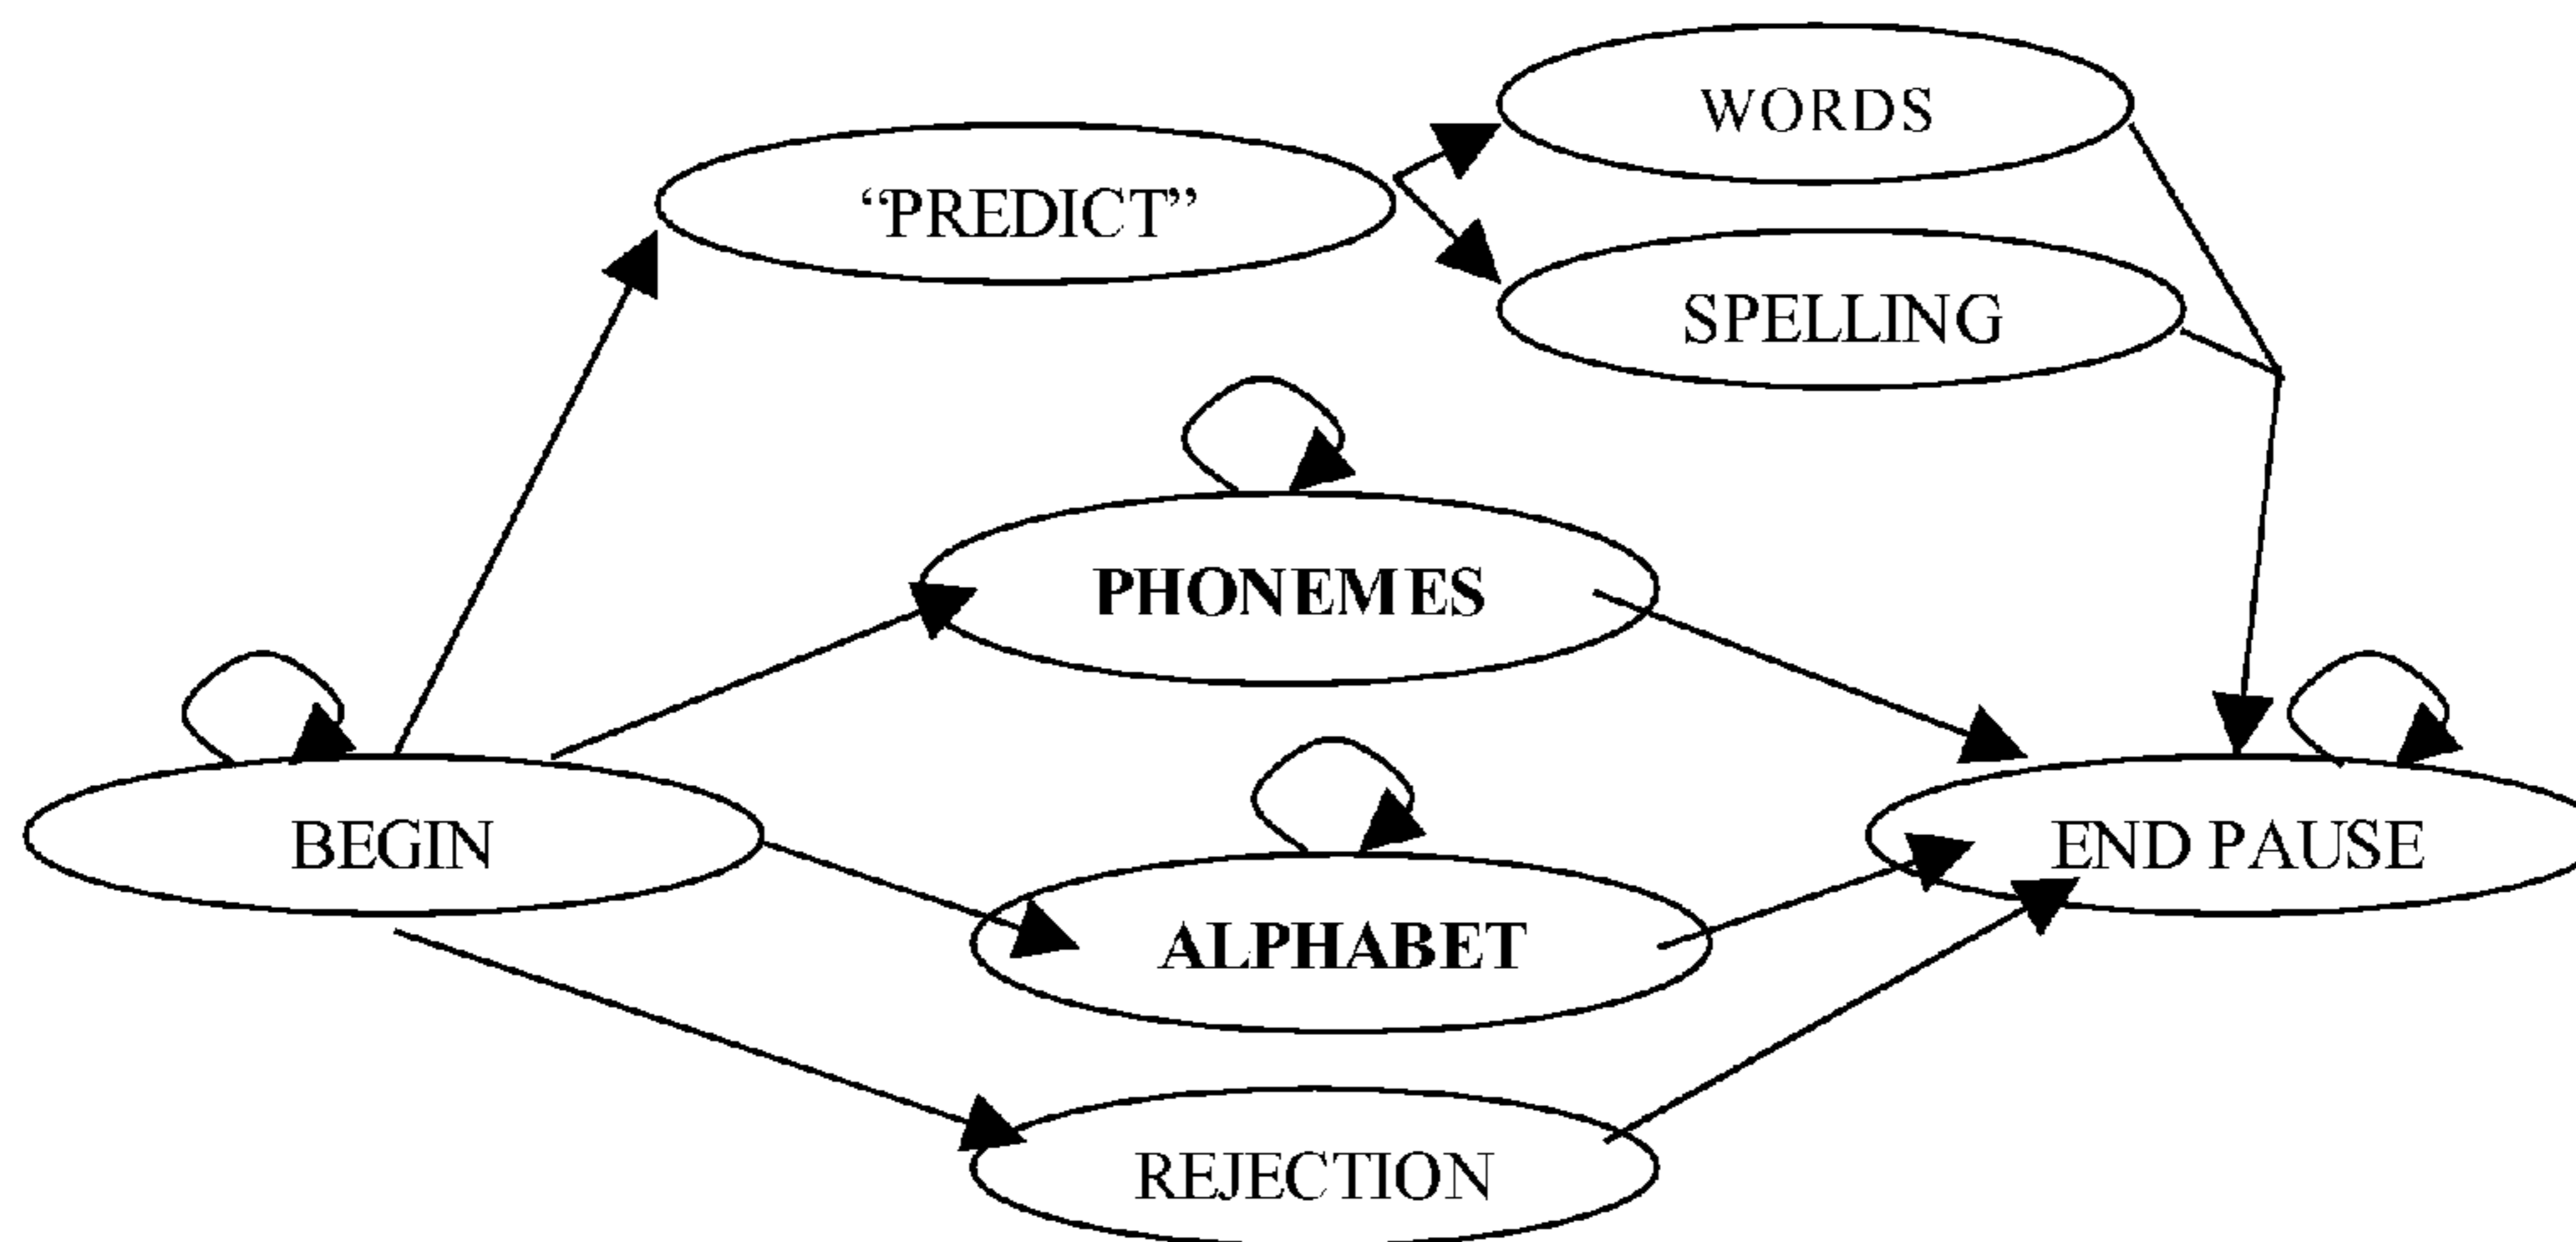 WORDS
“PREDICT”
SPELLING
PHONEMES
BEGIN
END PAUSE
ALPHABET
REJECTION